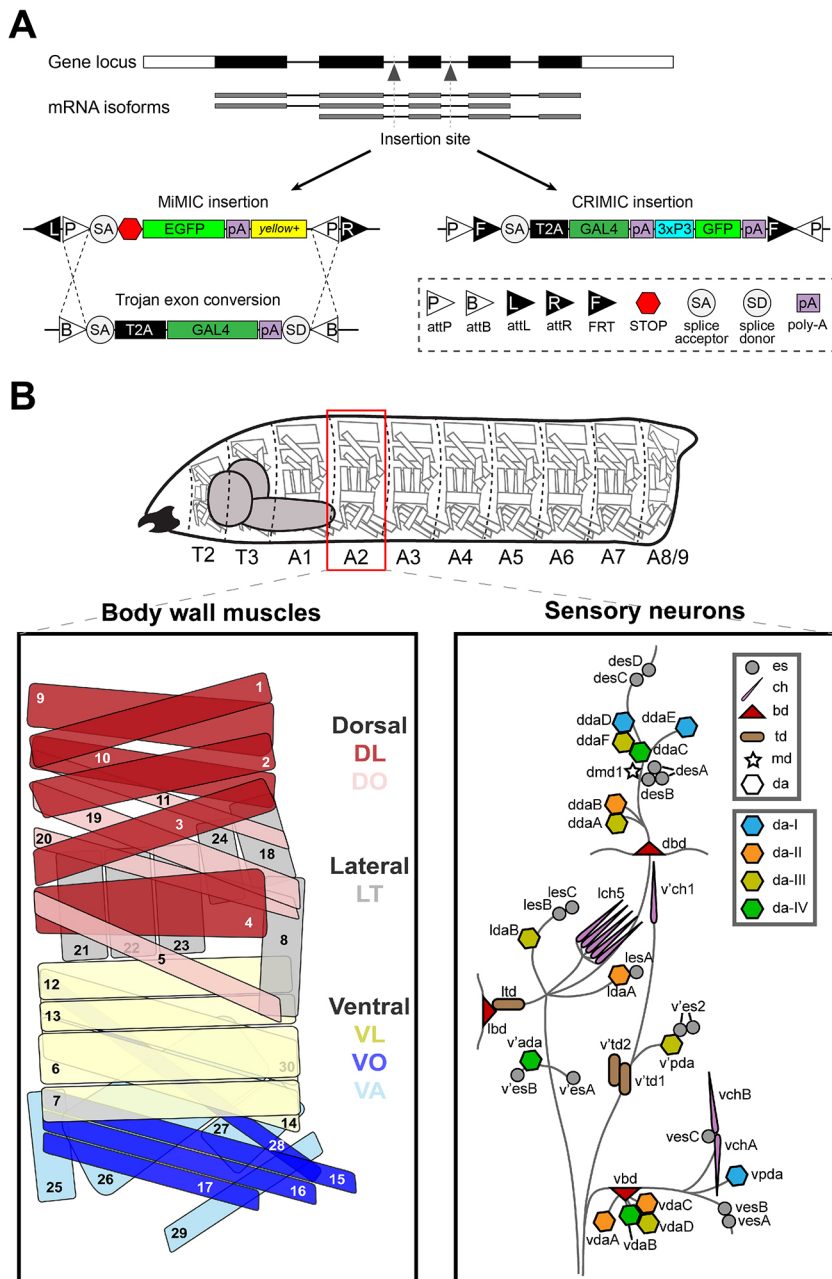 A
Gene locus
mRNA isoforms
Insertion site
MiMIC insertion
CRIMIC insertion
L P SA EGFP pA yellow+ P R
P F SA T2A GAL4 pA 3xP3 GFP pA F P
Trojan exon conversion
B SA T2A GAL4 pA SD B
P B L R F SA SD pA
attP attB attL attR FRT STOP splice acceptor splice donor poly-A
B
T2 T3 A1 A2 A3 A4 A5 A6 A7 A8/9
Body wall muscles
9 1
10 2
11
19 3
20 24 18
4
21 22 23 8
5
12
13
6 30
7 14
27
28
26 15
25 17 16
29
Dorsal
DL
DO
Lateral
LT
Ventral
VL
VO
VA
Sensory neurons
desD
desC
ddaD ddaE
ddaF ddaC
dmd1 desA
desB
ddaB
ddaA
dbd
lesC lch5 v'ch1
lesB
ldaB
lesA
ltd ldaA
lbd
v'es2
v'ada v'td2
v'pda
v'esB v'esA v'td1
vchB
vesC vchA
vbd vpda
vdaC vesB
vdaA vdaD vesA
vdaB
es
ch
bd
td
md
da
da-I
da-II
da-III
da-IV